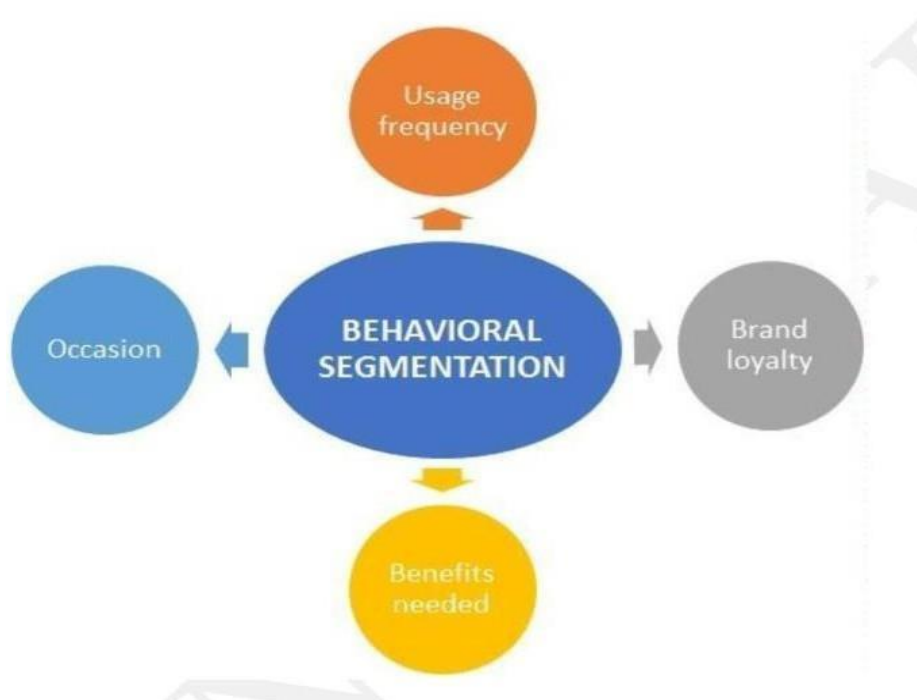 Usage
frequency
Occasion
BEHAVIORAL
SEGMENTATION
Brand
loyalty
Benefits
needed